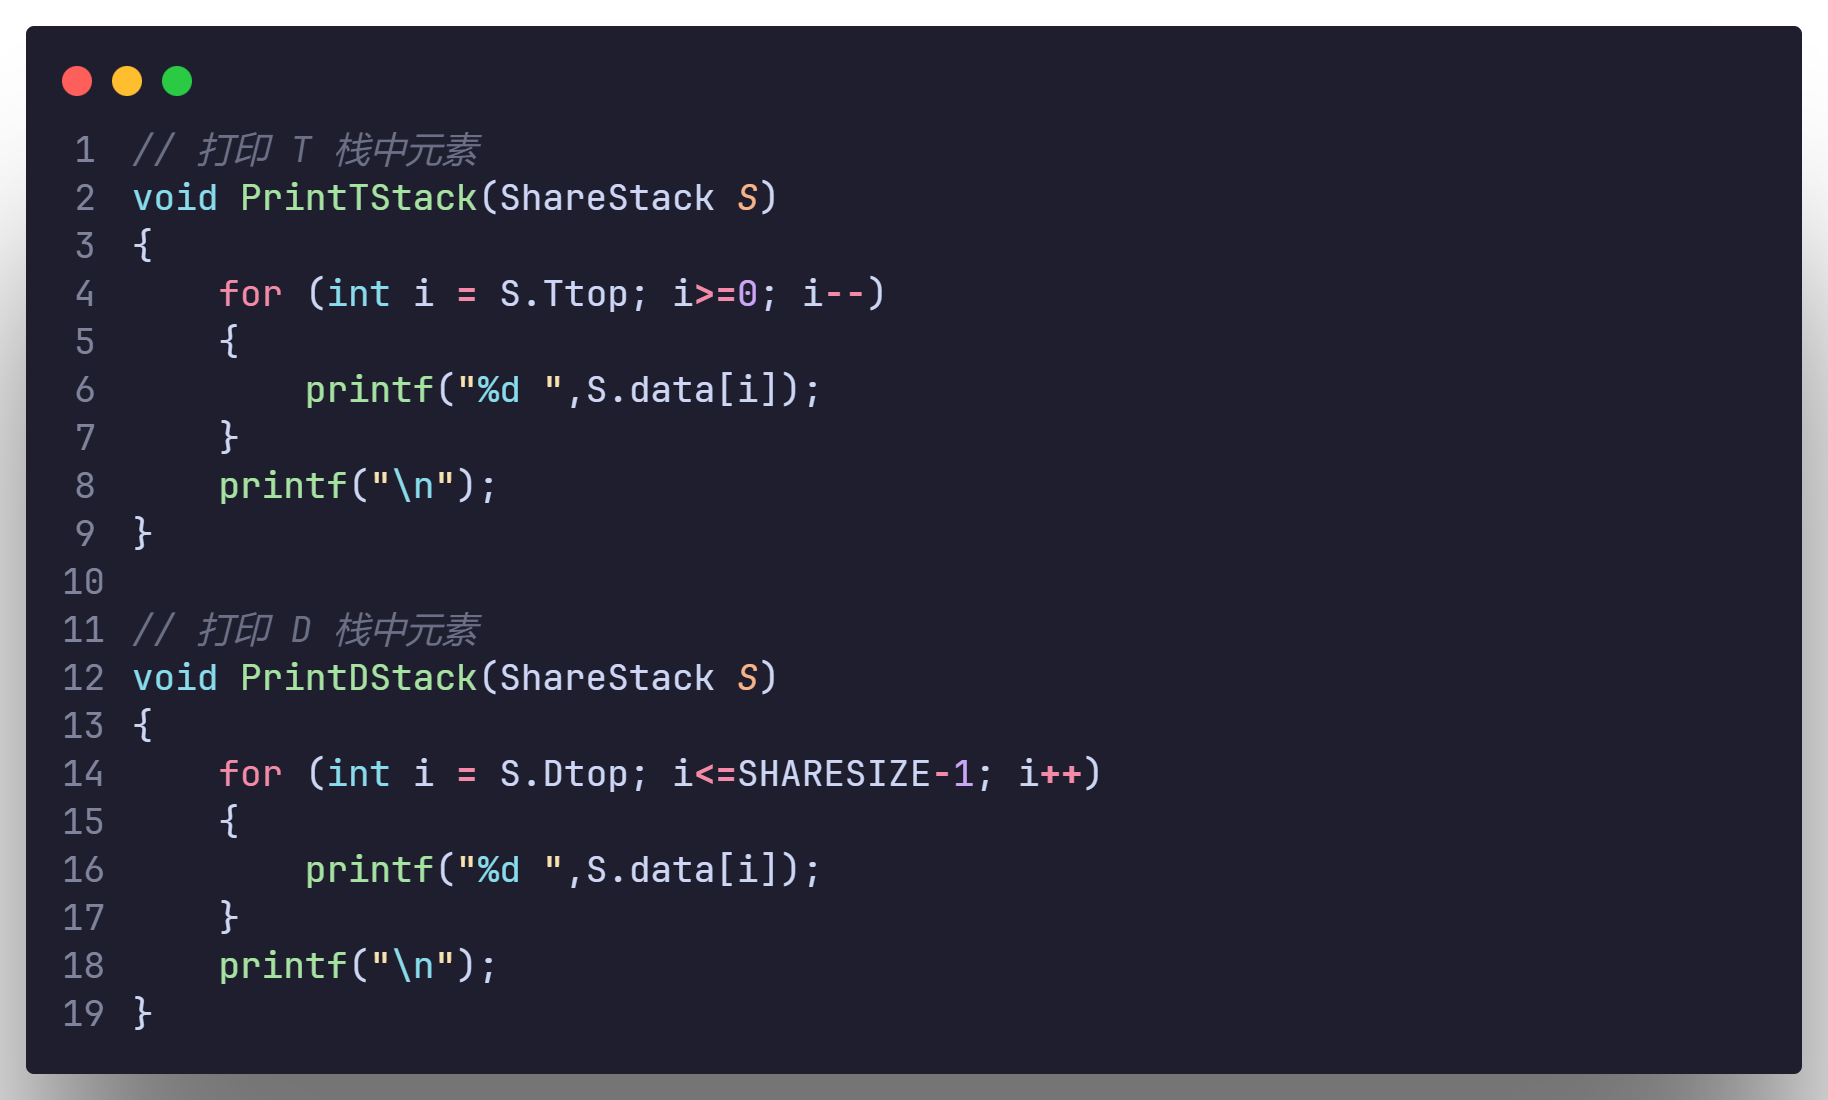 1 // 打印 T 栈中元素
2 void PrintTStack(ShareStack S)
3 {
4     for (int i = S.Ttop; i>=0; i--)
5     {
6         printf("%d ",S.data[i]);
7     }
8     printf("\n");
9 }
10
11 // 打印 D 栈中元素
12 void PrintDStack(ShareStack S)
13 {
14     for (int i = S.Dtop; i<=SHARESIZE-1; i++)
15     {
16         printf("%d ",S.data[i]);
17     }
18     printf("\n");
19 }